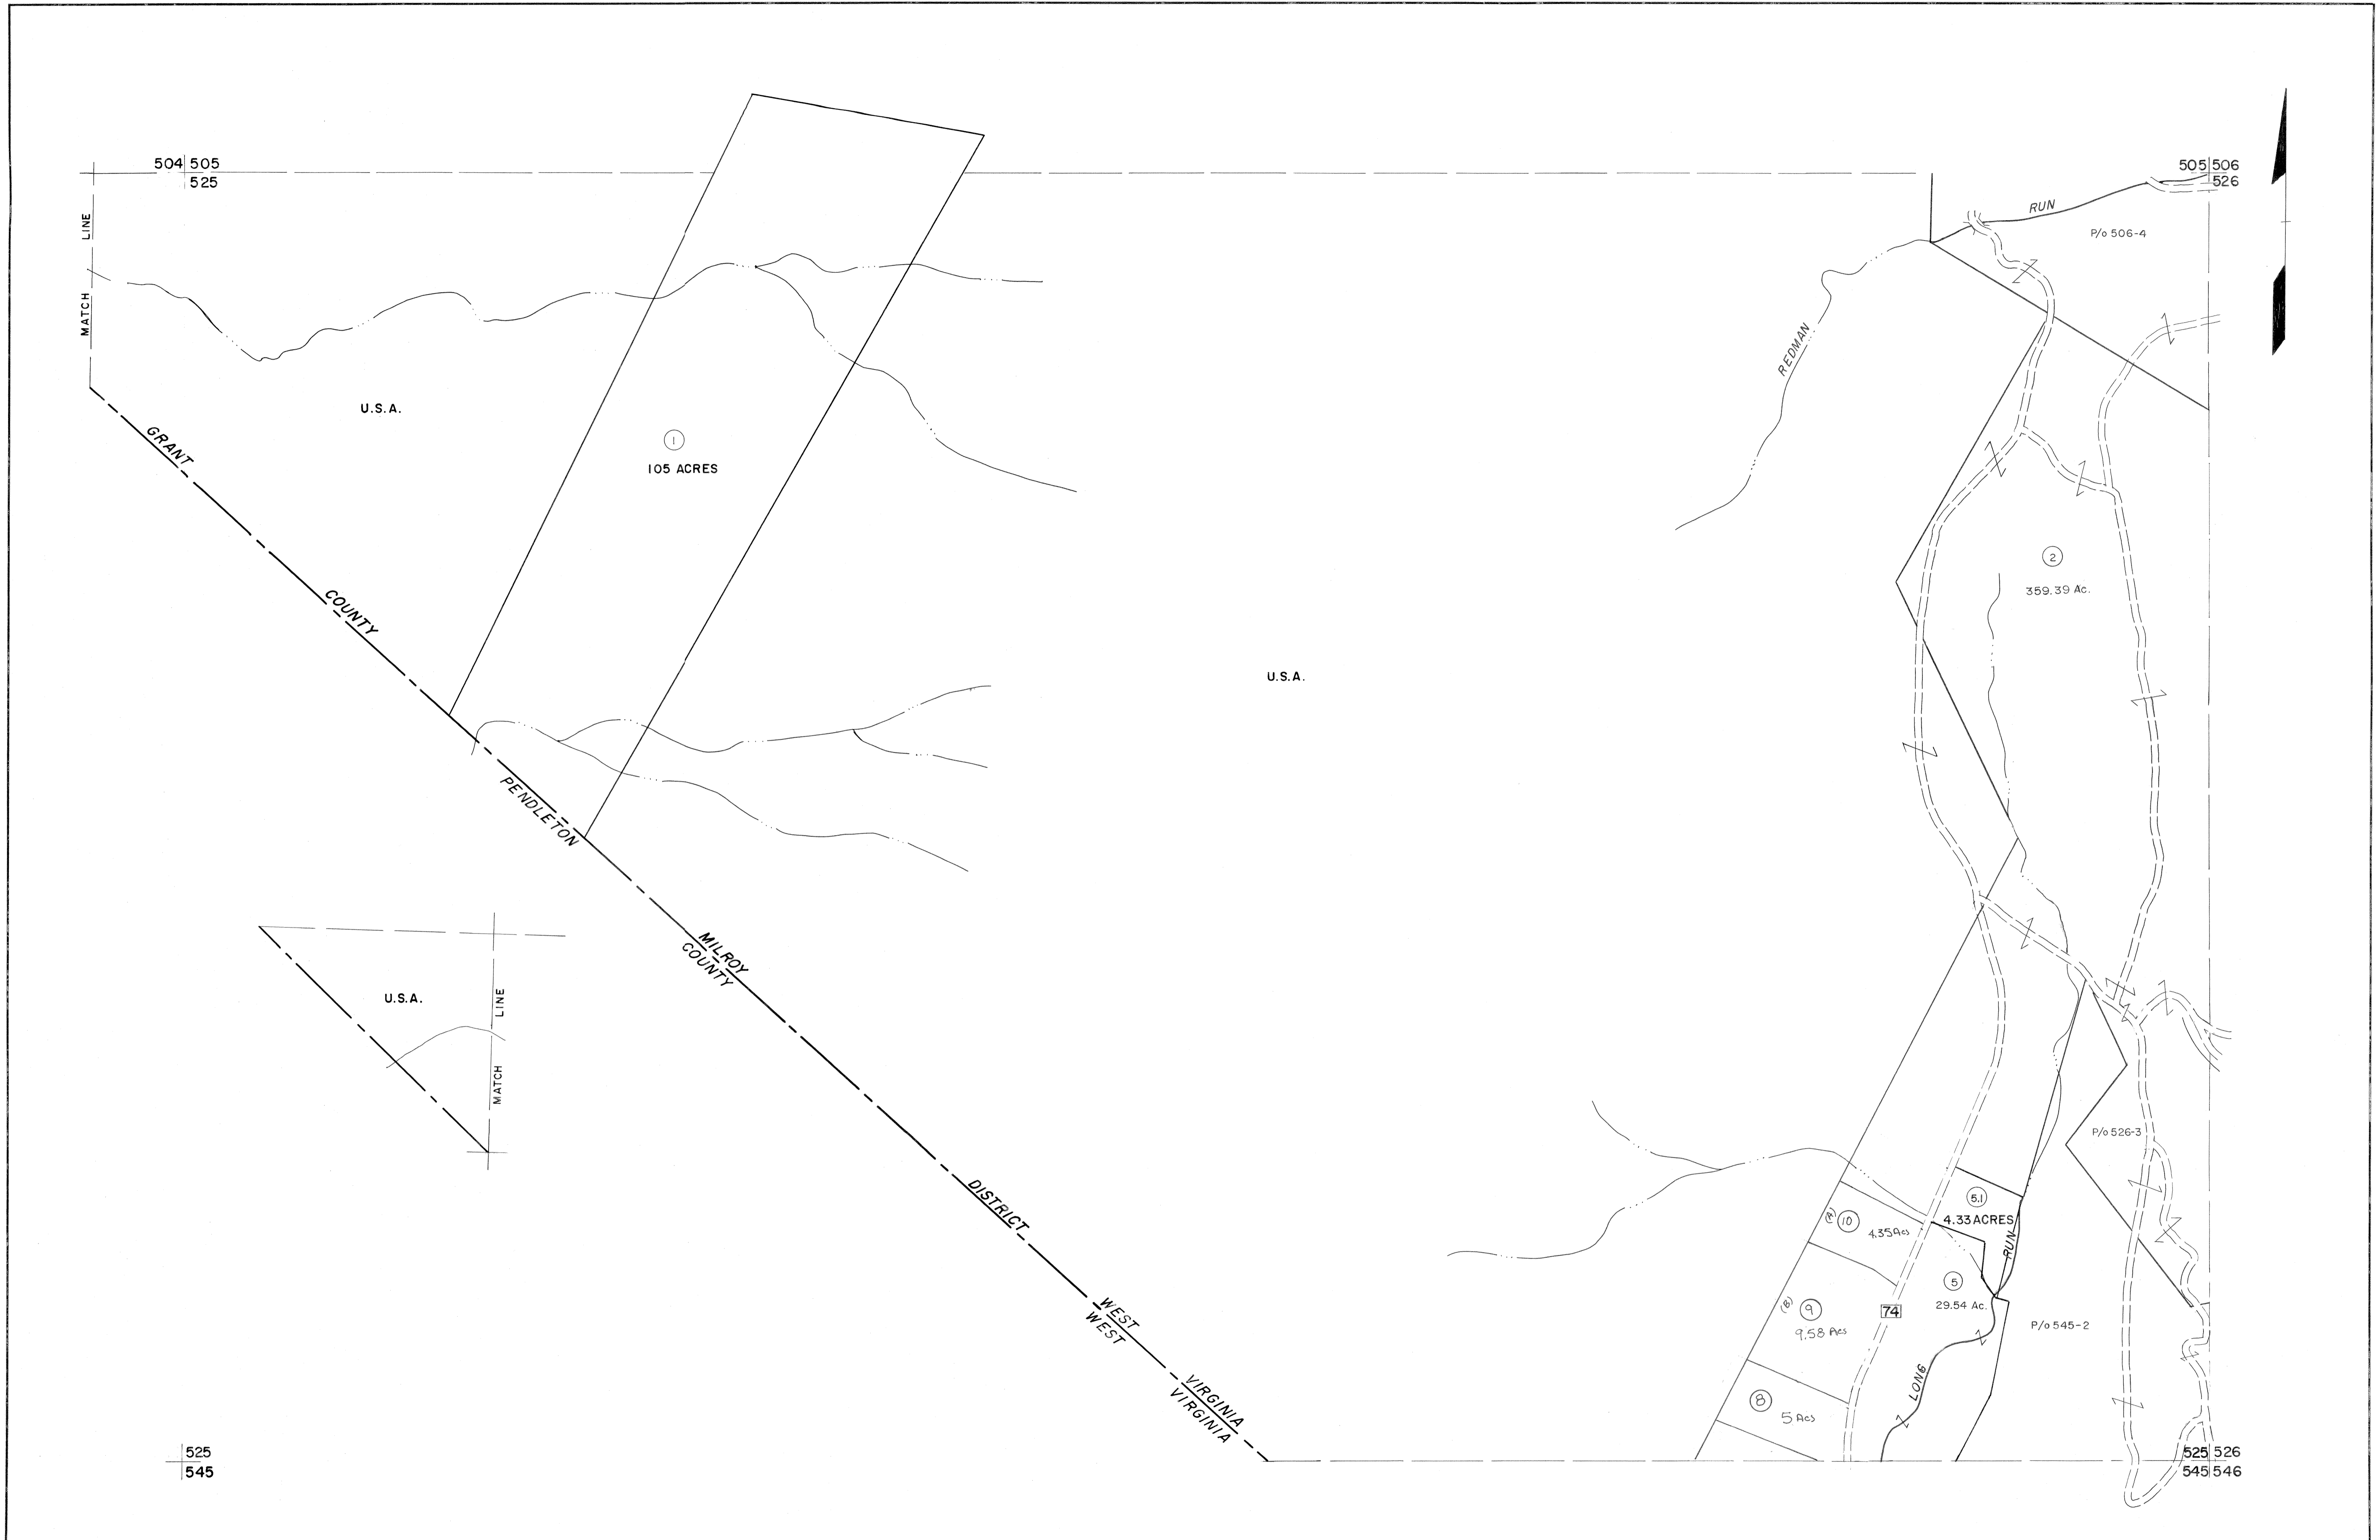 504 505
525
505 506
526
MATCH LINE
RUN
P/o 506-4
REDMAN
U.S.A.
1
105 ACRES
GRANT COUNTY MILROY DISTRICT WEST VIRGINIA
PENDLETON COUNTY WEST VIRGINIA
2
359.39 Ac.
U.S.A.
U.S.A.
MATCH LINE
P/o 526-3
5.1
4.33 ACRES
(A) 10
4.35 Acs
RUN
5
29.54 Ac.
(B) 9
9.58 Acs
74
P/o 545-2
LONG
8
5 Acs
525
545
525 526
545 546